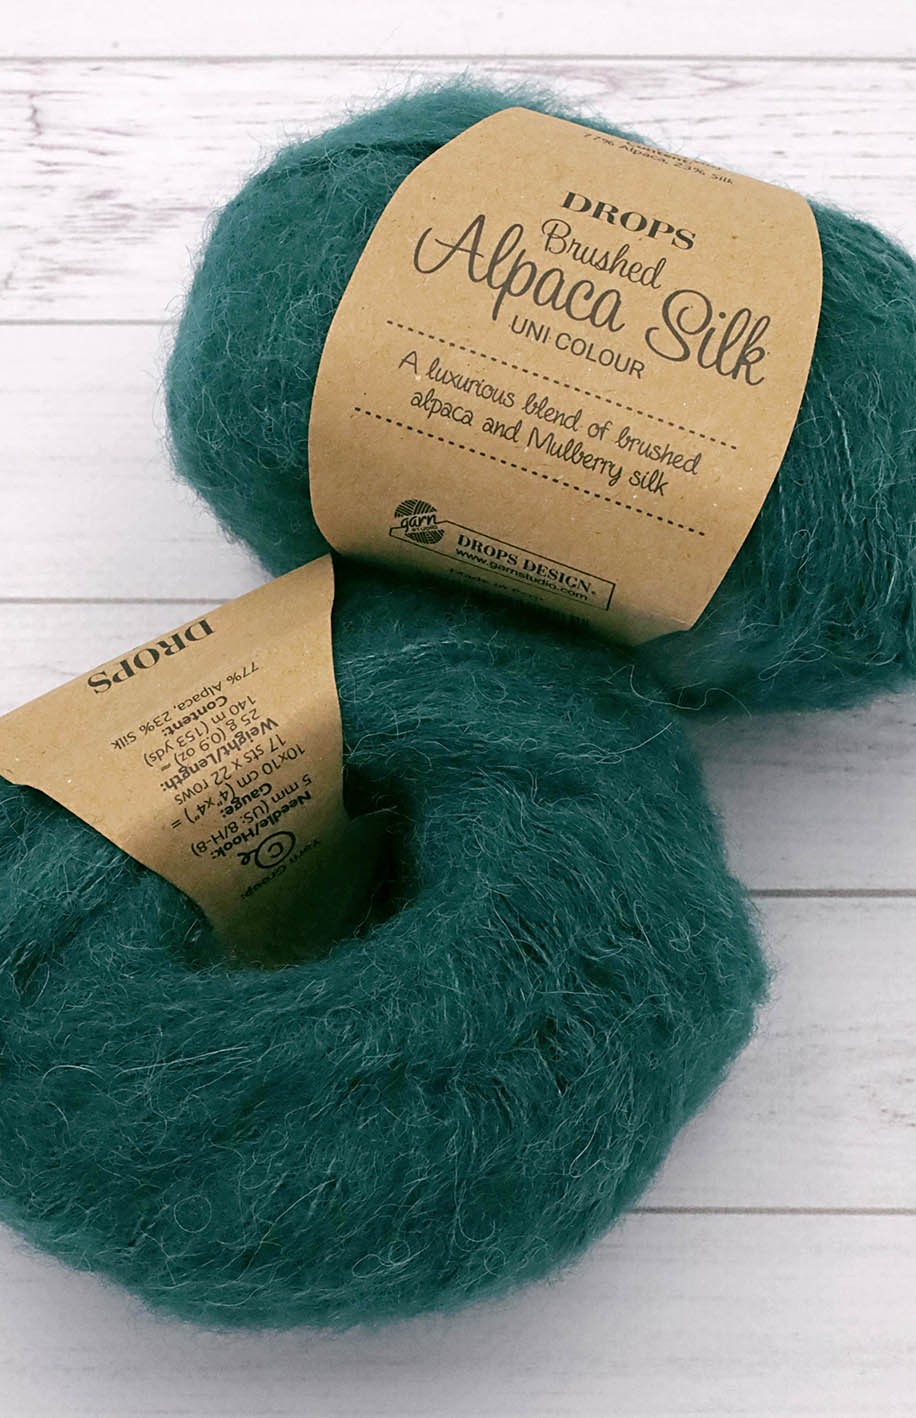 77% Alpaca, 23% Silk
DROPS
Brushed
Alpaca Silk
UNI COLOUR
A luxurious blend of brushed
alpaca and Mulberry silk
garn
STUDIO
DROPS DESIGN®
www.garnstudio.com
Made in
Yarn Group:
C
Needle/Hook:
5 mm (US: 8/H-8)
Gauge:
10x10 cm (4"x4") =
17 sts x 22 rows
Weight/Length:
25 g (0.9 oz) =
140 m (153 yds)
Content:
77% Alpaca, 23% Silk
DROPS